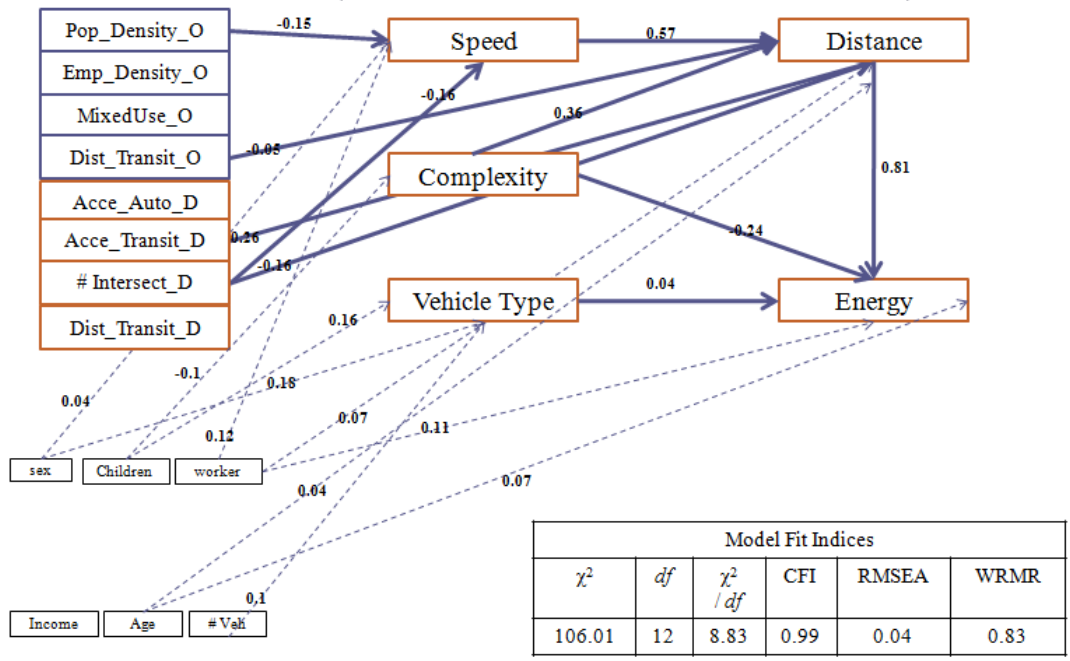 Pop_Density_O
-0.15
Speed
0.57
Distance
Emp_Density_O
-0.16
MixedUse_O
0.36
Dist_Transit_O
-0.05
0.81
Complexity
Acce_Auto_D
Acce_Transit_D
0.26
-0.24
-0.16
# Intersect_D
Vehicle Type
0.04
Energy
Dist_Transit_D
0.16
-0.1
0.18
0.04
0.07
0.12
0.11
sex
Children
worker
0.07
0.04
0.1
Income
Age
# Veh
Model Fit Indices
χ² df χ² / df CFI RMSEA WRMR
106.01 12 8.83 0.99 0.04 0.83